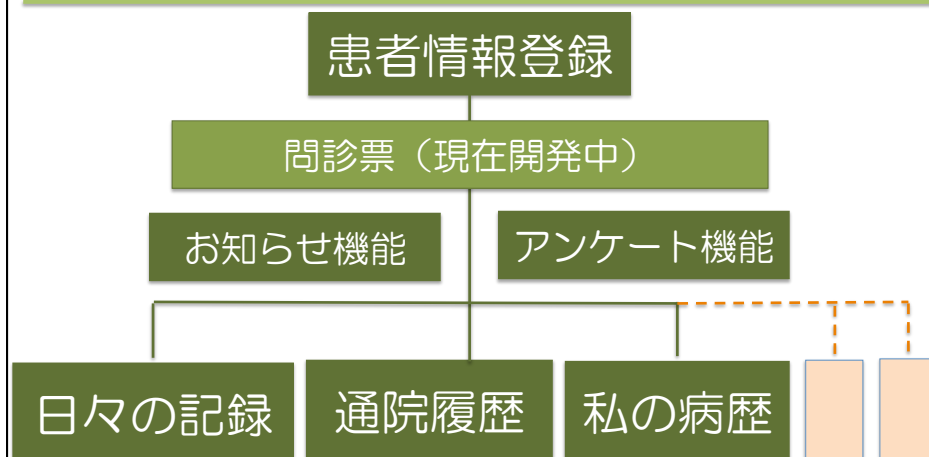 患者情報登録
問診票（現在開発中）
お知らせ機能
アンケート機能
日々の記録
通院履歴
私の病歴